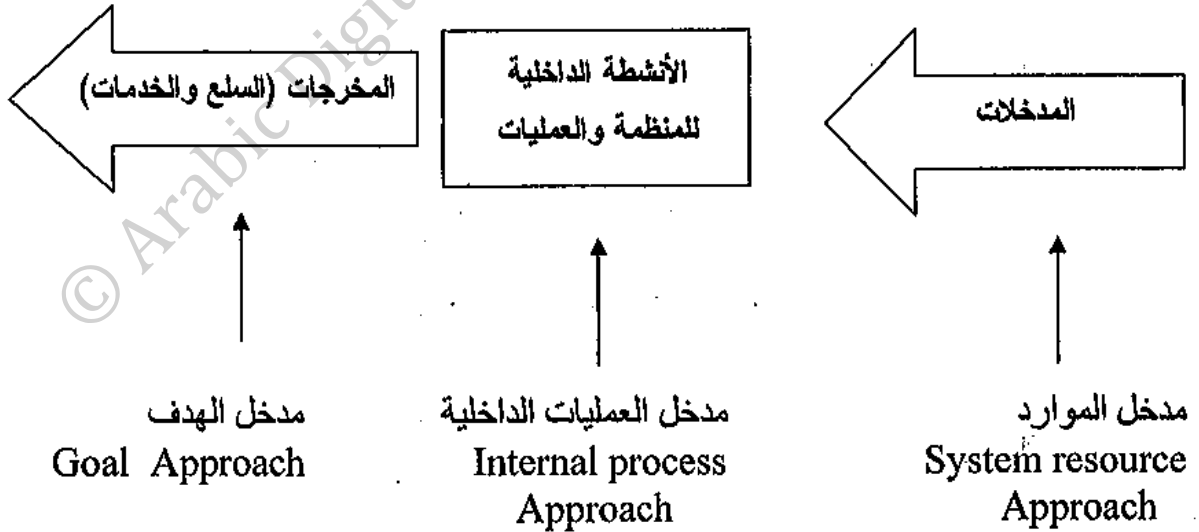 المدخلات
الأنشطة الداخلية
للمنظمة والعمليات
المخرجات (السلع والخدمات)
مدخل الموارد
System resource
Approach
مدخل العمليات الداخلية
Internal process
Approach
مدخل الهدف
Goal Approach
© Arabic